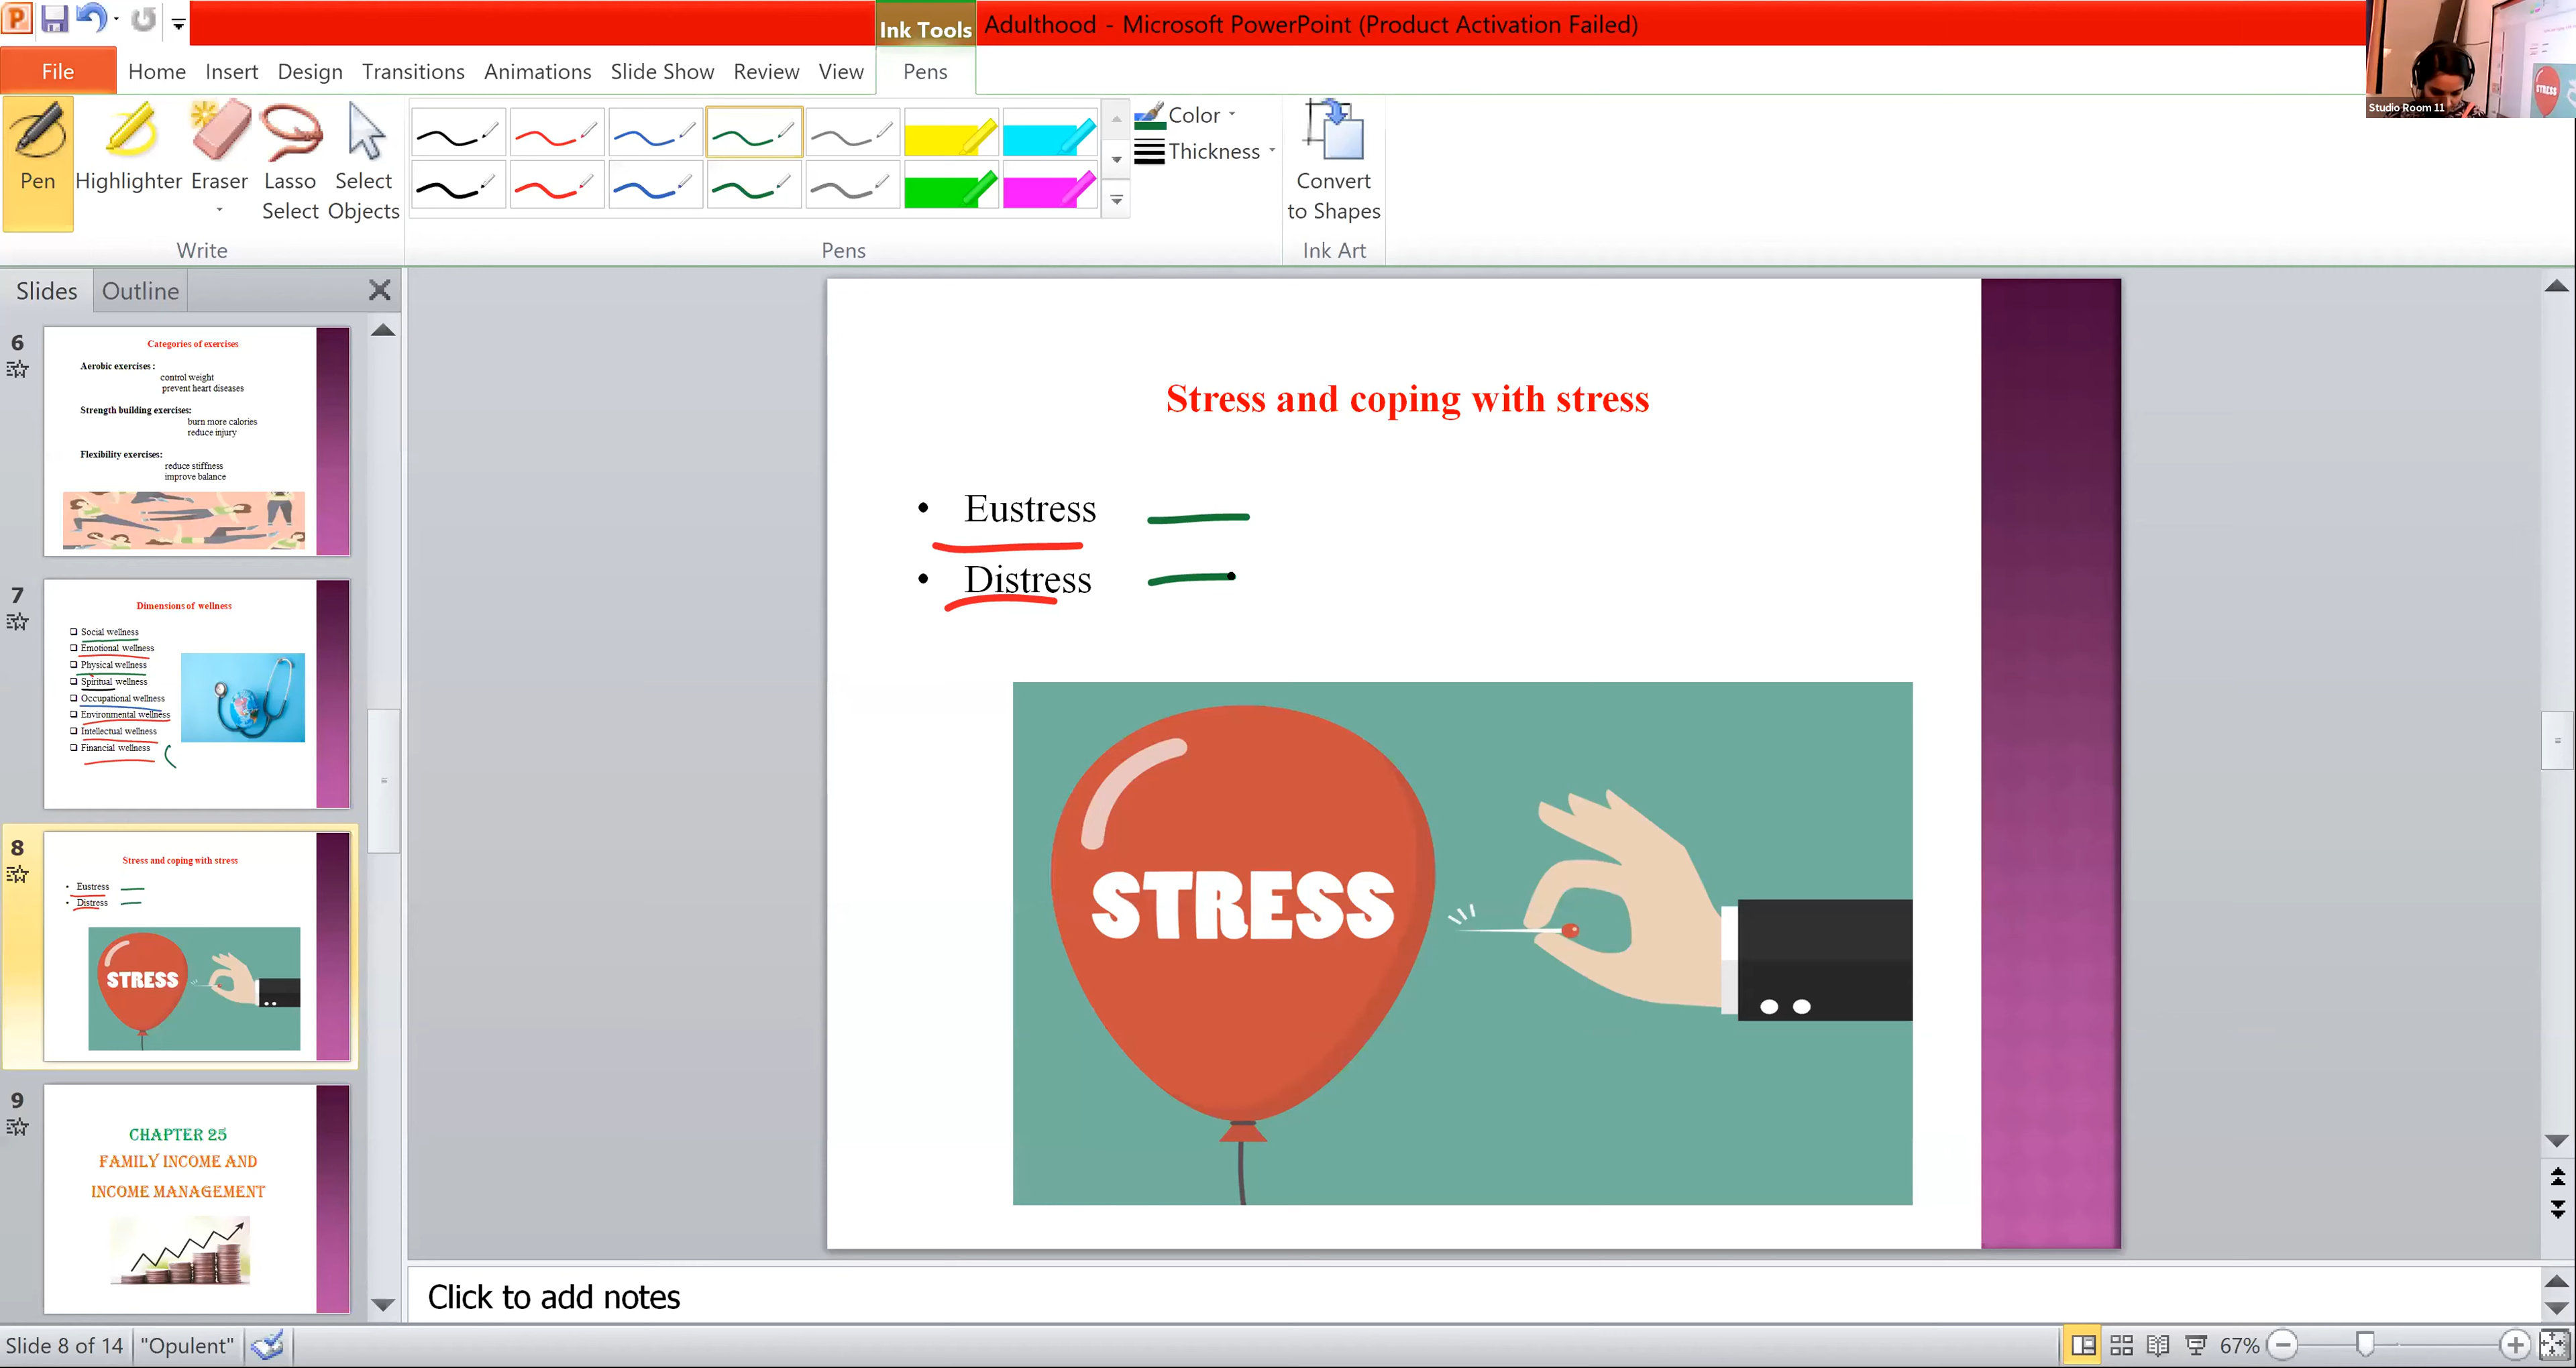 Ink Tools
Adulthood - Microsoft PowerPoint (Product Activation Failed)
File
Home
Insert
Design
Transitions
Animations
Slide Show
Review
View
Pens
Studio Room 11
STRESS
Pen
Highlighter
Eraser
Lasso
Select
Select
Objects
Color
Thickness
Convert
to Shapes
Write
Pens
Ink Art
Slides
Outline
6
Categories of exercises
Aerobic exercises :
control weight
prevent heart diseases
Strength building exercises:
burn more calories
reduce injury
Flexibility exercises:
reduce stiffness
improve balance
7
Dimensions of wellness
Social wellness
Emotional wellness
Physical wellness
Spiritual wellness
Occupational wellness
Environmental wellness
Intellectual wellness
Financial wellness
8
Stress and coping with stress
• Eustress
• Distress
STRESS
9
CHAPTER 25
FAMILY INCOME AND
INCOME MANAGEMENT
Stress and coping with stress
• Eustress
• Distress
STRESS
Click to add notes
Slide 8 of 14
"Opulent"
67%